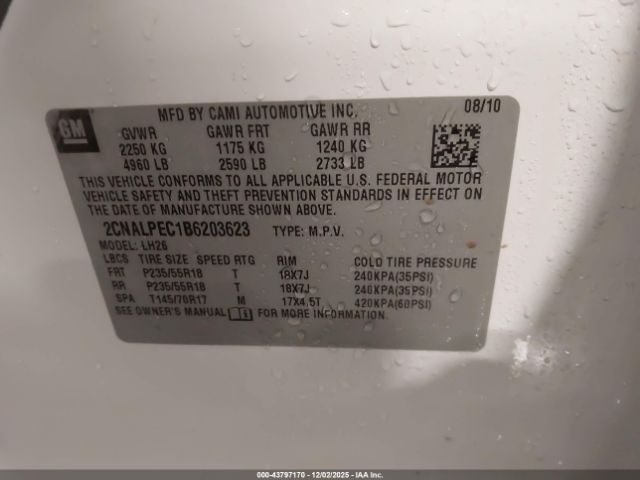 MFD BY CAMI AUTOMOTIVE INC. 08/10
GM
GVWR GAWR FRT GAWR RR
2250 KG 1175 KG 1240 KG
4960 LB 2590 LB 2733 LB
THIS VEHICLE CONFORMS TO ALL APPLICABLE U.S. FEDERAL MOTOR
VEHICLE SAFETY AND THEFT PREVENTION STANDARDS IN EFFECT ON
THE DATE OF MANUFACTURE SHOWN ABOVE.
2CNALPEC1B6203623 TYPE: M.P.V.
MODEL: LH26
LBCS TIRE SIZE SPEED RTG RIM COLD TIRE PRESSURE
FRT P235/55R18 T 18X7J 240KPA(35PSI)
RR P235/55R18 T 18X7J 240KPA(35PSI)
SPA T145/70R17 M 17X4.5T 420KPA(60PSI)
SEE OWNER'S MANUAL FOR MORE INFORMATION.
000-43797170 - 12/02/2025 - IAA Inc.